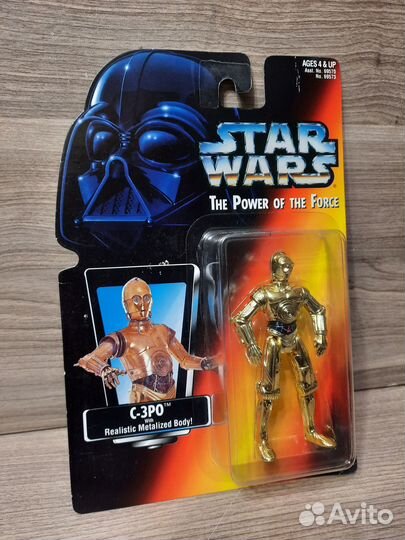 AGES 4 & UP
Asst. No. 69570
No. 69573
STAR
WARS
THE POWER OF THE FORCE
C-3PO™
with
Realistic Metalized Body!
Avito